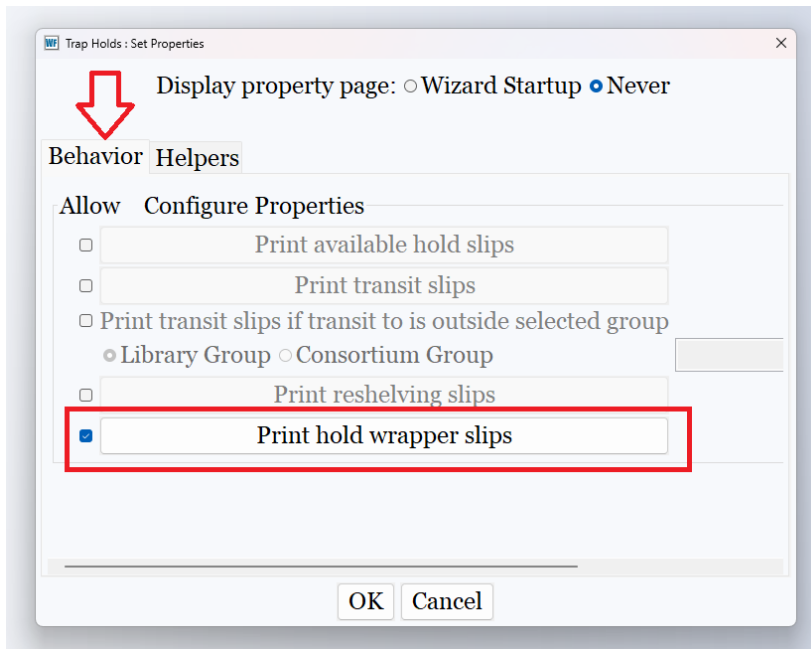 WF Trap Holds : Set Properties
Display property page: Wizard Startup Never
Behavior Helpers
Allow Configure Properties
Print available hold slips
Print transit slips
Print transit slips if transit to is outside selected group
Library Group Consortium Group
Print reshelving slips
Print hold wrapper slips
OK Cancel